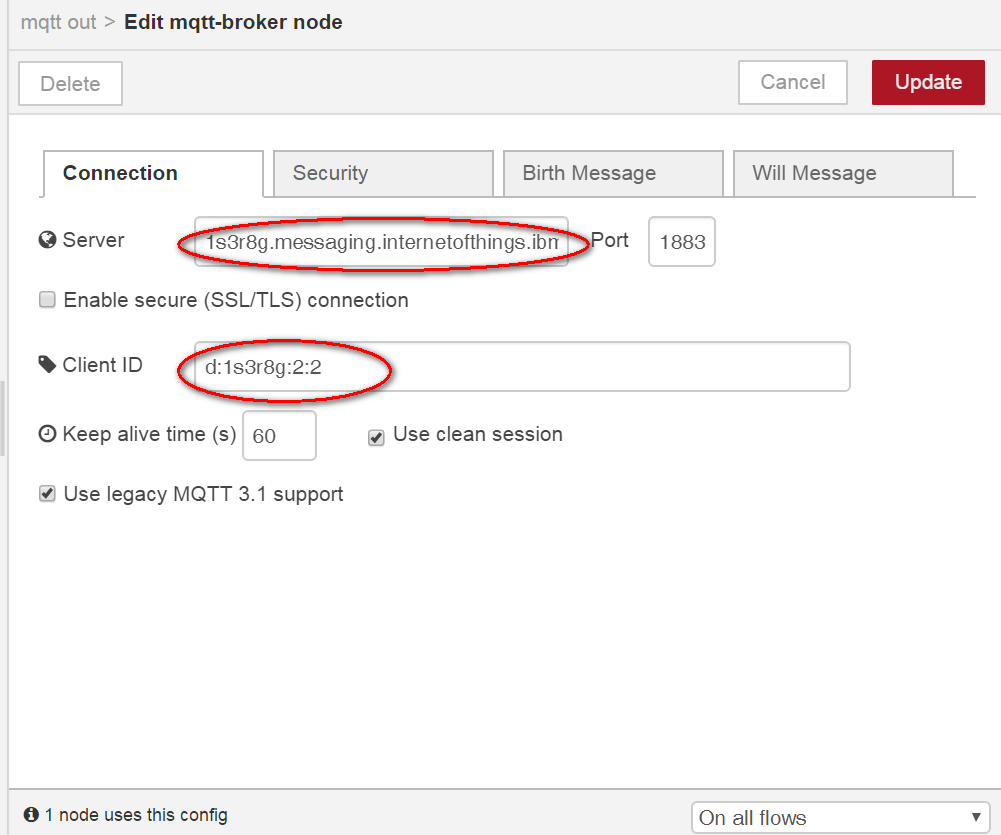 mqtt out > Edit mqtt-broker node
Delete Cancel Update
Connection Security Birth Message Will Message
Server 1s3r8g.messaging.internetofthings.ibm Port 1883
Enable secure (SSL/TLS) connection
Client ID d:1s3r8g:2:2
Keep alive time (s) 60 Use clean session
Use legacy MQTT 3.1 support
1 node uses this config On all flows